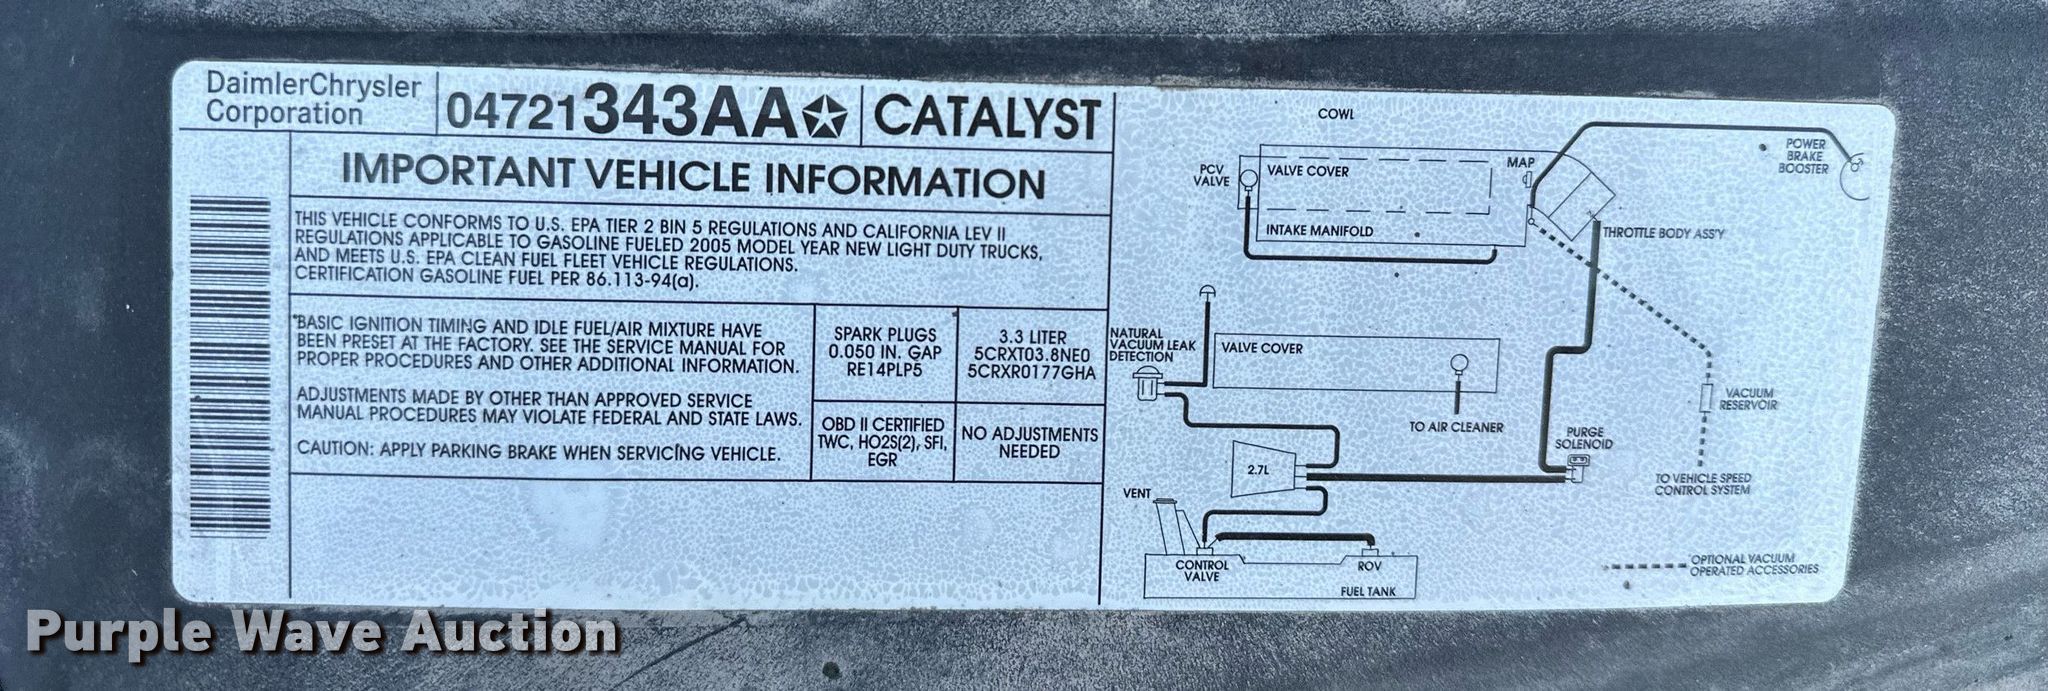 DaimlerChrysler
Corporation
04721343AA
CATALYST
IMPORTANT VEHICLE INFORMATION
THIS VEHICLE CONFORMS TO U.S. EPA TIER 2 BIN 5 REGULATIONS AND CALIFORNIA LEV II
REGULATIONS APPLICABLE TO GASOLINE FUELED 2005 MODEL YEAR NEW LIGHT DUTY TRUCKS,
AND MEETS U.S. EPA CLEAN FUEL FLEET VEHICLE REGULATIONS.
CERTIFICATION GASOLINE FUEL PER 86.113-94(a).
BASIC IGNITION TIMING AND IDLE FUEL/AIR MIXTURE HAVE
BEEN PRESET AT THE FACTORY. SEE THE SERVICE MANUAL FOR
PROPER PROCEDURES AND OTHER ADDITIONAL INFORMATION.
ADJUSTMENTS MADE BY OTHER THAN APPROVED SERVICE
MANUAL PROCEDURES MAY VIOLATE FEDERAL AND STATE LAWS.
CAUTION: APPLY PARKING BRAKE WHEN SERVICING VEHICLE.
SPARK PLUGS
0.050 IN. GAP
RE14PLP5
3.3 LITER
5CRXT03.8NE0
5CRXR0177GHA
OBD II CERTIFIED
TWC, HO2S(2), SFI,
EGR
NO ADJUSTMENTS
NEEDED
COWL
PCV
VALVE
VALVE COVER
INTAKE MANIFOLD
MAP
POWER
BRAKE
BOOSTER
THROTTLE BODY ASS'Y
NATURAL
VACUUM LEAK
DETECTION
VALVE COVER
TO AIR CLEANER
VACUUM
RESERVOIR
PURGE
SOLENOID
2.7L
TO VEHICLE SPEED
CONTROL SYSTEM
VENT
CONTROL
VALVE
ROV
FUEL TANK
OPTIONAL VACUUM
OPERATED ACCESSORIES
Purple Wave Auction